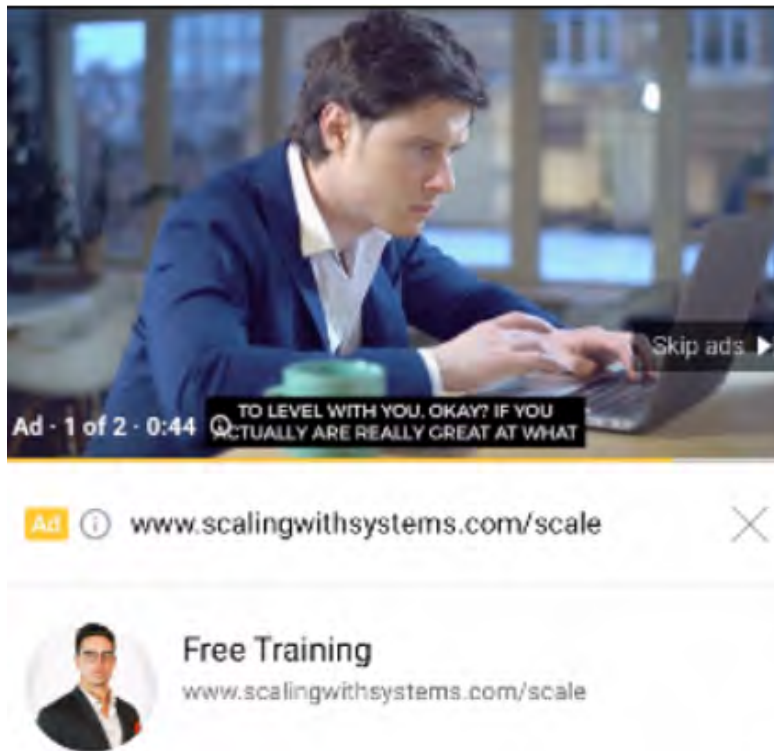 Skip ads
TO LEVEL WITH YOU, OKAY? IF YOU
ACTUALLY ARE REALLY GREAT AT WHAT
Ad · 1 of 2 · 0:44
Ad www.scalingwithsystems.com/scale
Free Training
www.scalingwithsystems.com/scale